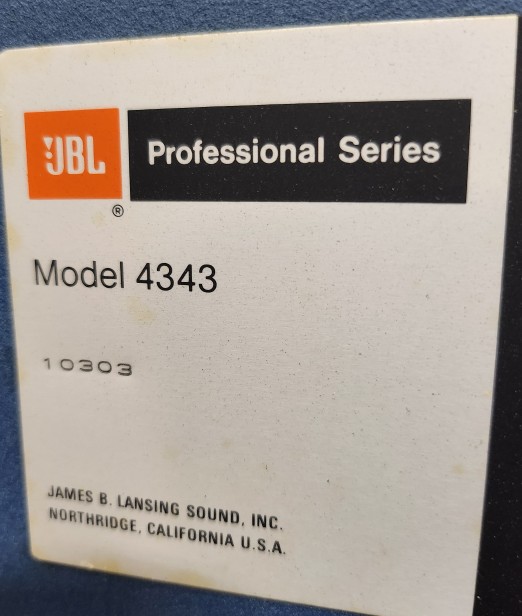 JBL Professional Series
®
Model 4343
10303
JAMES B. LANSING SOUND, INC.
NORTHRIDGE, CALIFORNIA U.S.A.